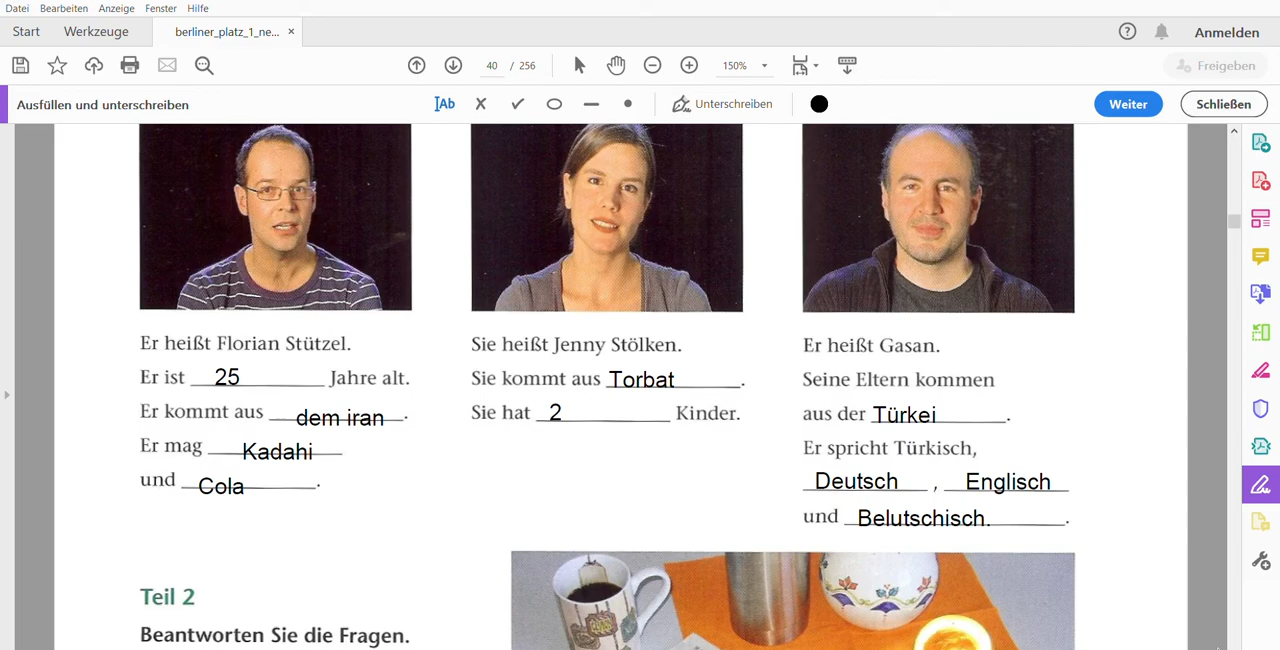 Datei Bearbeiten Anzeige Fenster Hilfe
Start Werkzeuge berliner_platz_1_ne... × Anmelden
40 / 256 150% Freigeben
Ausfüllen und unterschreiben Ab Unterschreiben Weiter Schließen
Er heißt Florian Stützel.
Er ist 25 Jahre alt.
Er kommt aus dem iran.
Er mag Kadahi
und Cola.
Sie heißt Jenny Stölken.
Sie kommt aus Torbat.
Sie hat 2 Kinder.
Er heißt Gasan.
Seine Eltern kommen
aus der Türkei.
Er spricht Türkisch,
Deutsch, Englisch
und Belutschisch..
Teil 2
Beantworten Sie die Fragen.